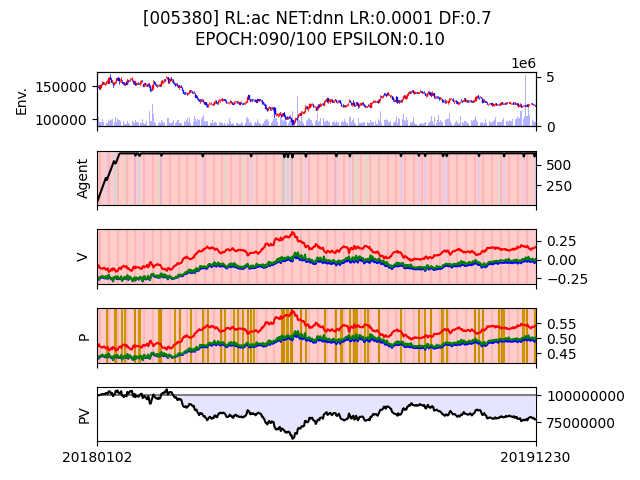 [005380] RL:ac NET:dnn LR:0.0001 DF:0.7
EPOCH:090/100 EPSILON:0.10
1e6
Env.
150000
100000
5
0
Agent
500
250
V
0.25
0.00
−0.25
P
0.55
0.50
0.45
PV
100000000
75000000
20180102
20191230